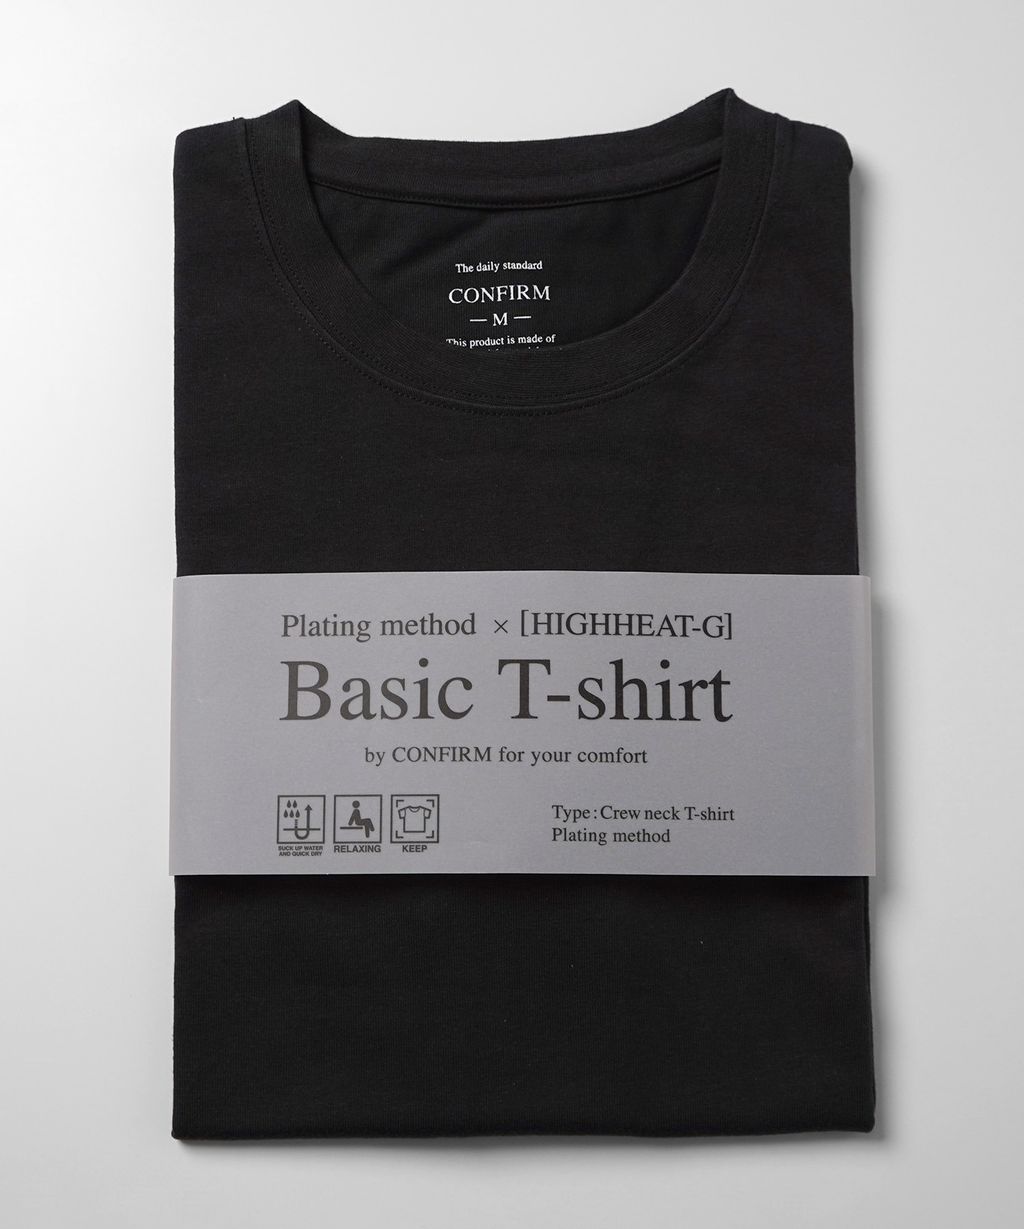 The daily standard
CONFIRM
— M —
This product is made of
Plating method × [HIGHHEAT-G]
Basic T-shirt
by CONFIRM for your comfort
SUCK UP WATER
AND QUICK DRY
RELAXING
KEEP
Type : Crew neck T-shirt
Plating method